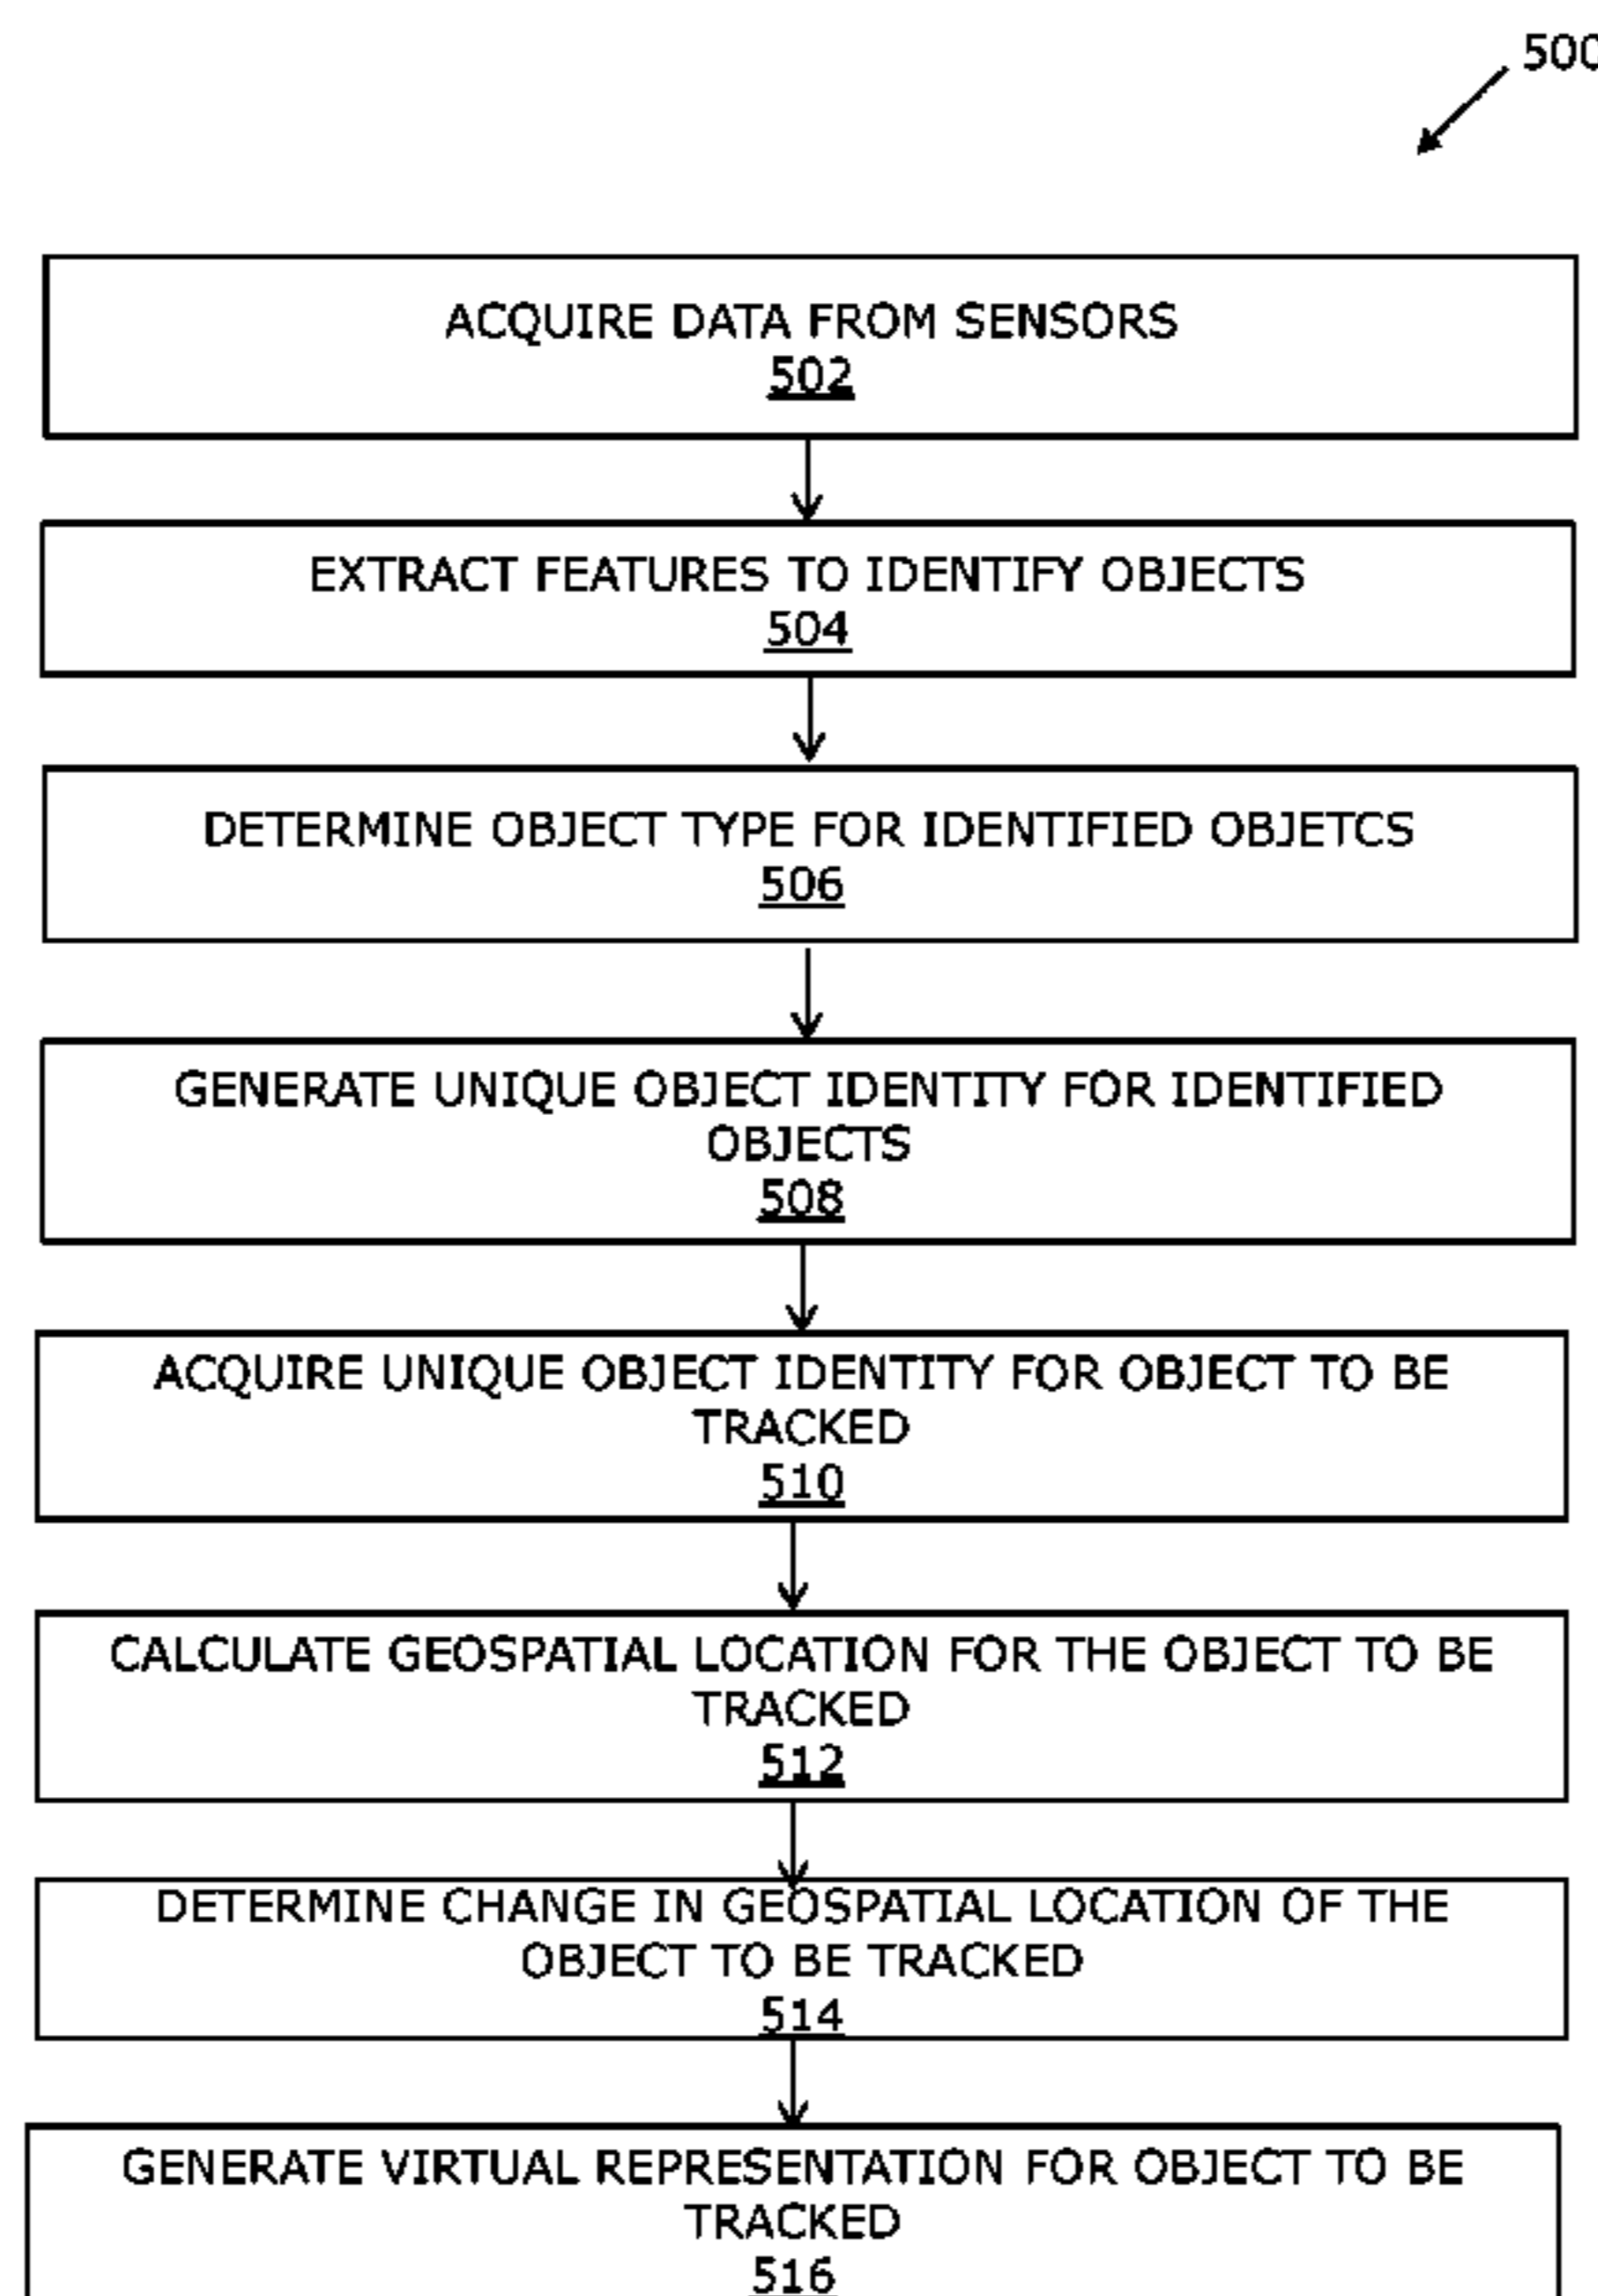 500
ACQUIRE DATA FROM SENSORS
502
EXTRACT FEATURES TO IDENTIFY OBJECTS
504
DETERMINE OBJECT TYPE FOR IDENTIFIED OBJETCS
506
GENERATE UNIQUE OBJECT IDENTITY FOR IDENTIFIED
OBJECTS
508
ACQUIRE UNIQUE OBJECT IDENTITY FOR OBJECT TO BE
TRACKED
510
CALCULATE GEOSPATIAL LOCATION FOR THE OBJECT TO BE
TRACKED
512
DETERMINE CHANGE IN GEOSPATIAL LOCATION OF THE
OBJECT TO BE TRACKED
514
GENERATE VIRTUAL REPRESENTATION FOR OBJECT TO BE
TRACKED
516